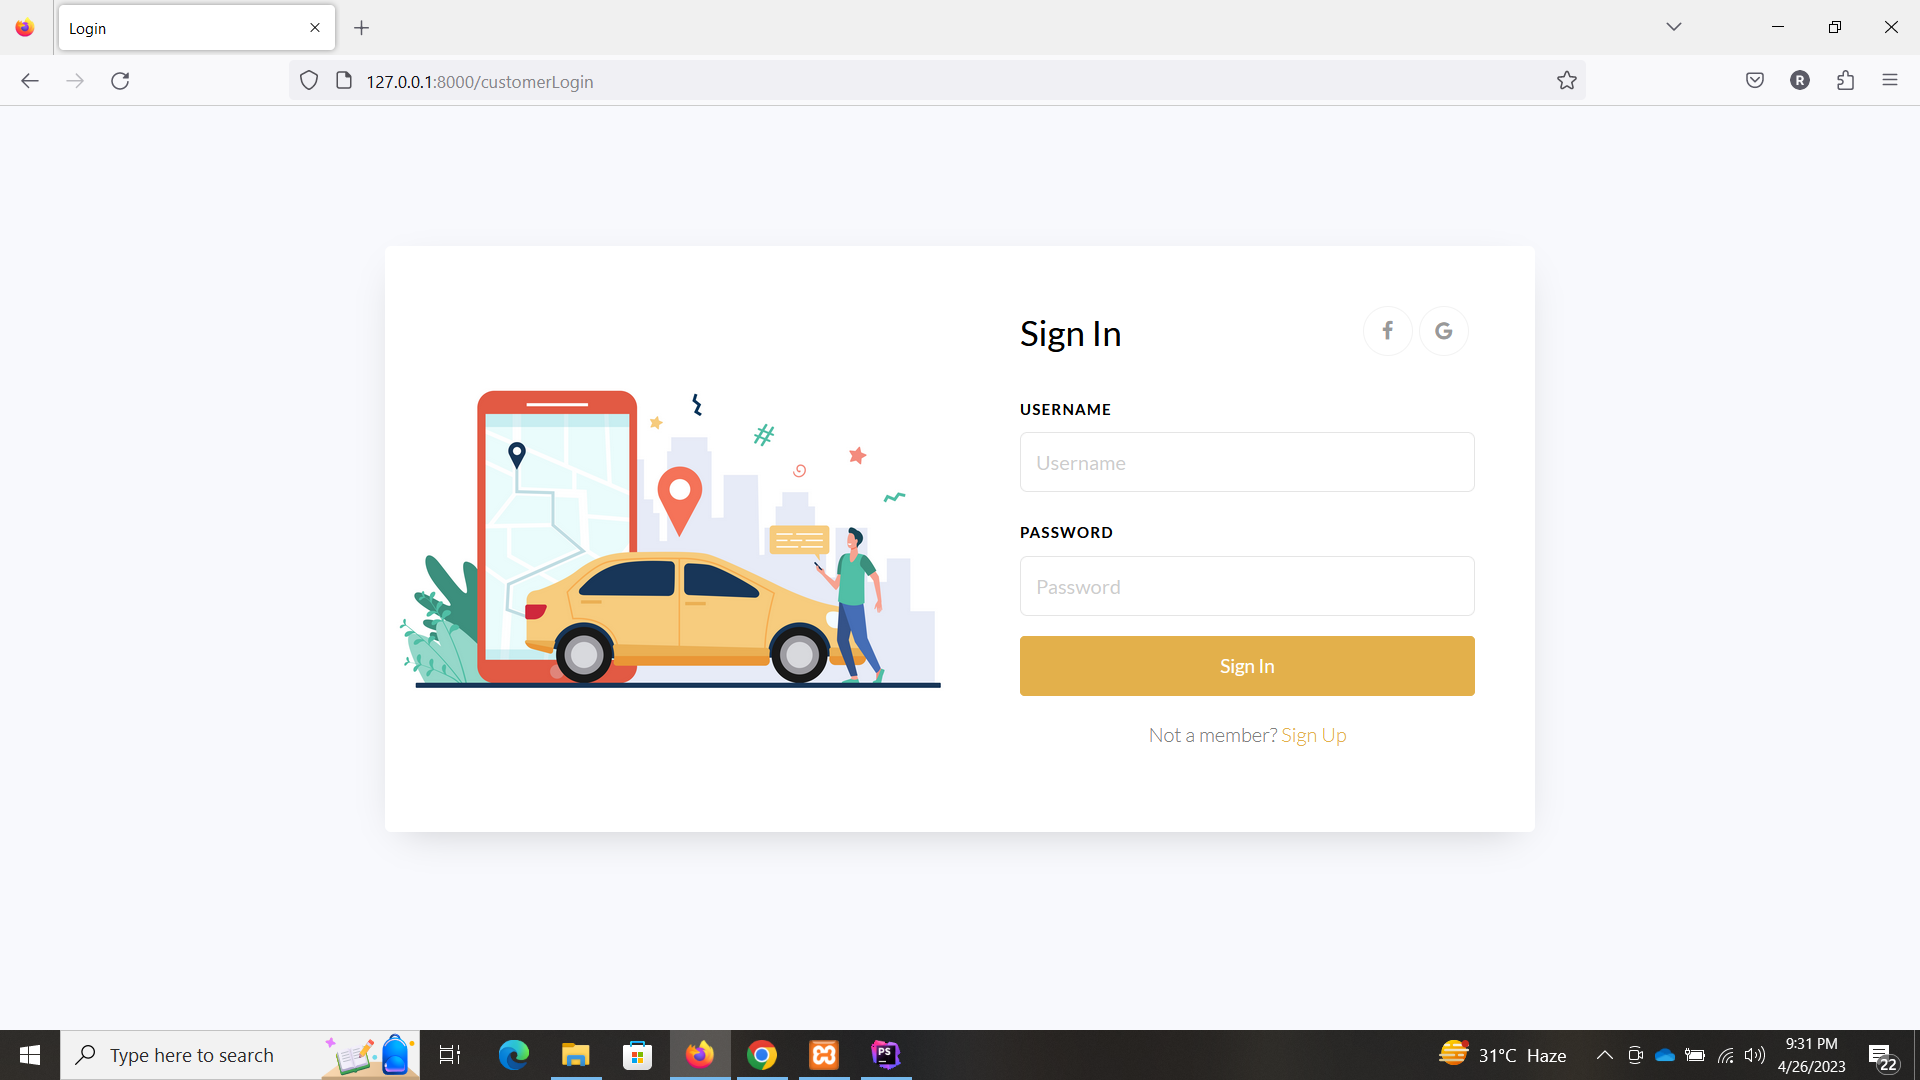 Login
127.0.0.1:8000/customerLogin
R
Sign In
USERNAME
Username
PASSWORD
Password
Sign In
Not a member? Sign Up
Type here to search
PS
31°C Haze
9:31 PM
4/26/2023
22